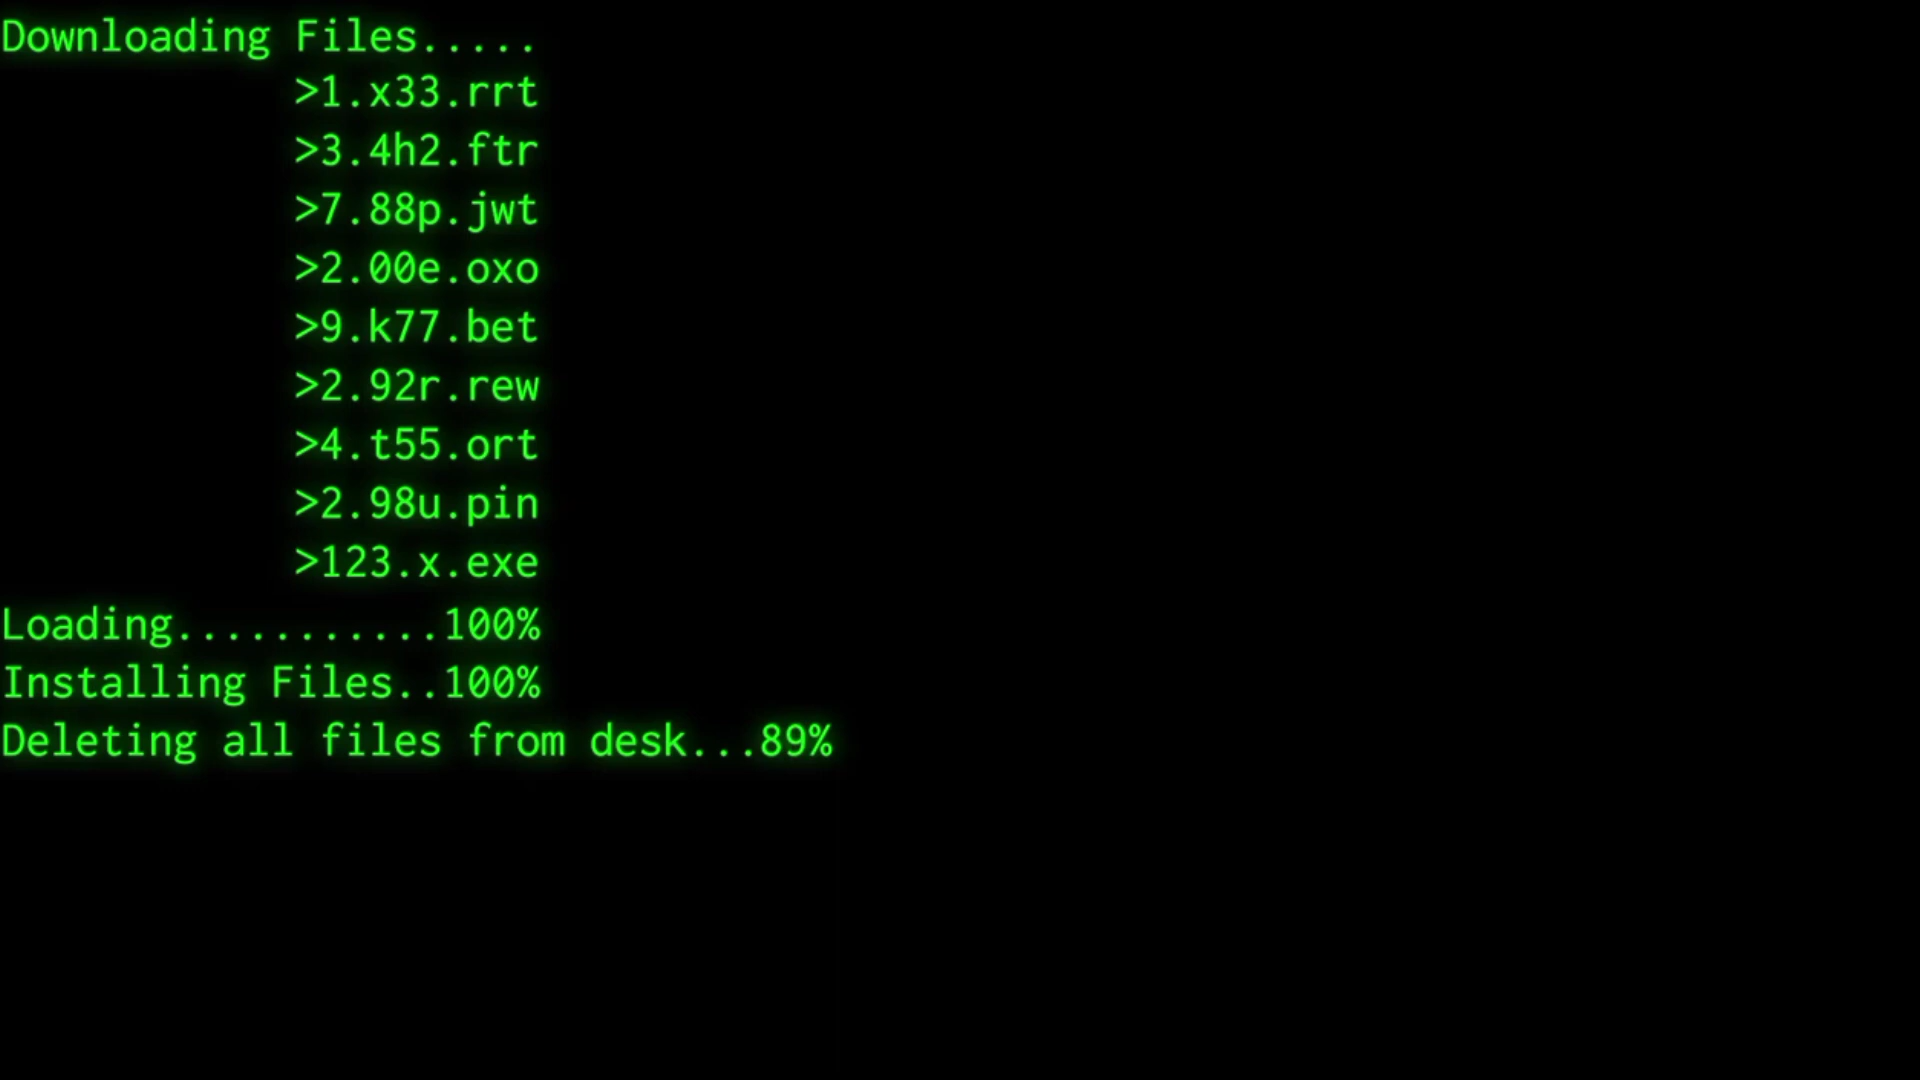 Downloading Files.....
>1.x33.rrt
>3.4h2.ftr
>7.88p.jwt
>2.00e.oxo
>9.k77.bet
>2.92r.rew
>4.t55.ort
>2.98u.pin
>123.x.exe
Loading...........100%
Installing Files..100%
Deleting all files from desk...89%